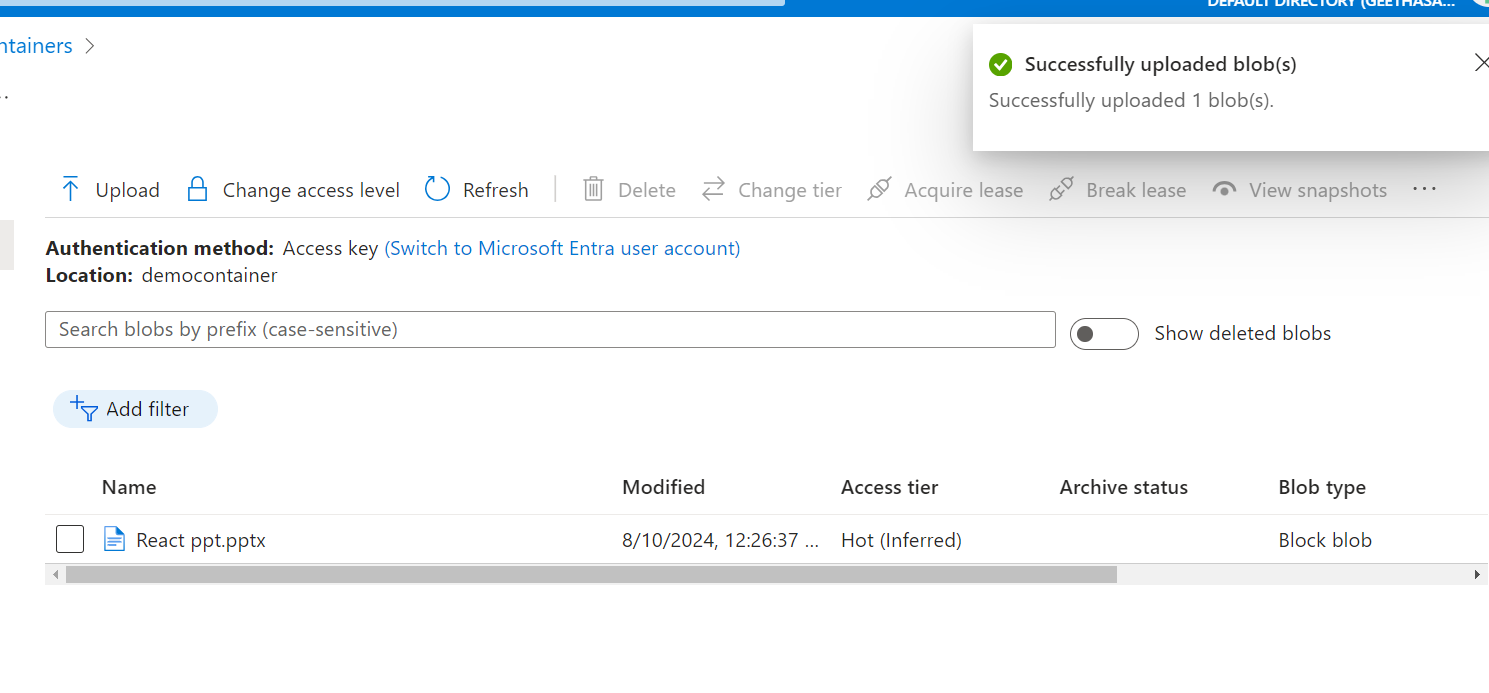 DEFAULT DIRECTORY (GEETHASA...
ntainers
Successfully uploaded blob(s)
Successfully uploaded 1 blob(s).
Upload Change access level Refresh Delete Change tier Acquire lease Break lease View snapshots ...
Authentication method: Access key (Switch to Microsoft Entra user account)
Location: democontainer
Search blobs by prefix (case-sensitive) Show deleted blobs
Add filter
Name Modified Access tier Archive status Blob type
React ppt.pptx 8/10/2024, 12:26:37 ... Hot (Inferred) Block blob